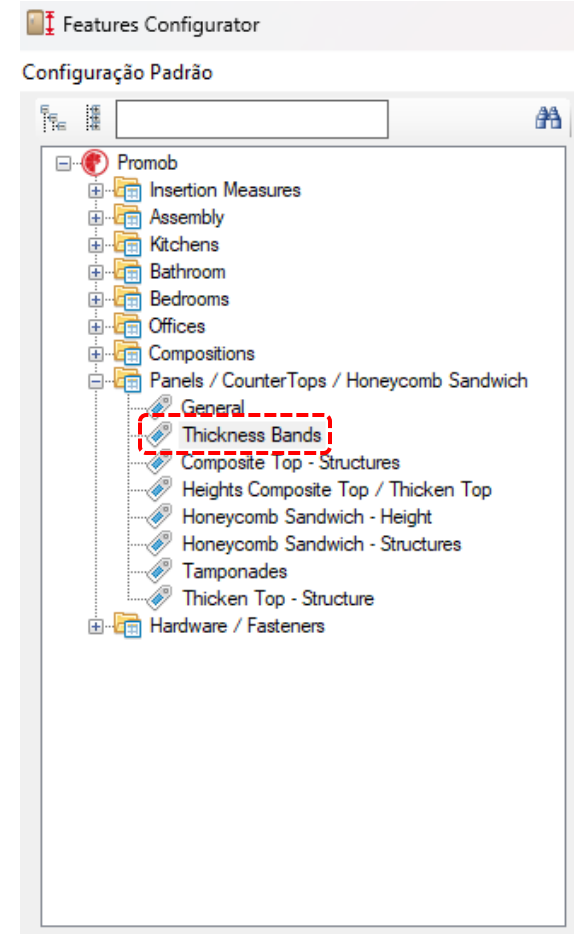 Features Configurator
Configuração Padrão
Promob
Insertion Measures
Assembly
Kitchens
Bathroom
Bedrooms
Offices
Compositions
Panels / CounterTops / Honeycomb Sandwich
General
Thickness Bands
Composite Top - Structures
Heights Composite Top / Thicken Top
Honeycomb Sandwich - Height
Honeycomb Sandwich - Structures
Tamponades
Thicken Top - Structure
Hardware / Fasteners